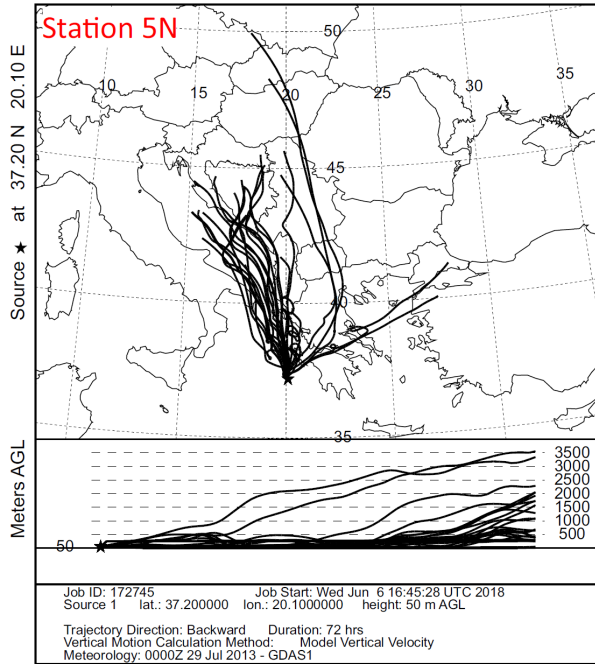 Station 5N
Source ★ at 37.20 N 20.10 E
50
10
15
20
25
30
35
45
40
35
Meters AGL
3500
3000
2500
2000
1500
1000
500
50
Job ID: 172745 Job Start: Wed Jun 6 16:45:28 UTC 2018
Source 1 lat.: 37.200000 lon.: 20.1000000 height: 50 m AGL
Trajectory Direction: Backward Duration: 72 hrs
Vertical Motion Calculation Method: Model Vertical Velocity
Meteorology: 0000Z 29 Jul 2013 - GDAS1